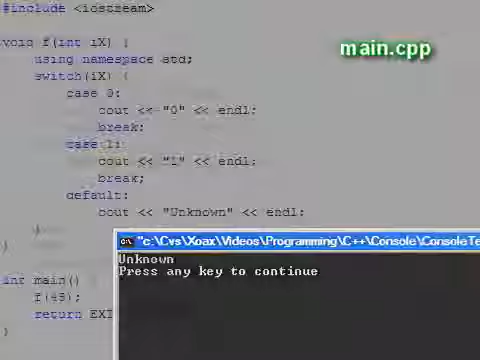 #include <iostream>
main.cpp
void f(int iX) {
using namespace std;
switch(iX) {
case 0:
cout << "0" << endl;
break;
case 1:
cout << "1" << endl;
break;
default:
cout << "Unknown" << endl;
}
}
"c:\Cvs\Xoax\Videos\Programming\C++\Console\ConsoleTe
Unknown
Press any key to continue
int main() {
f(45);
return EXI
}